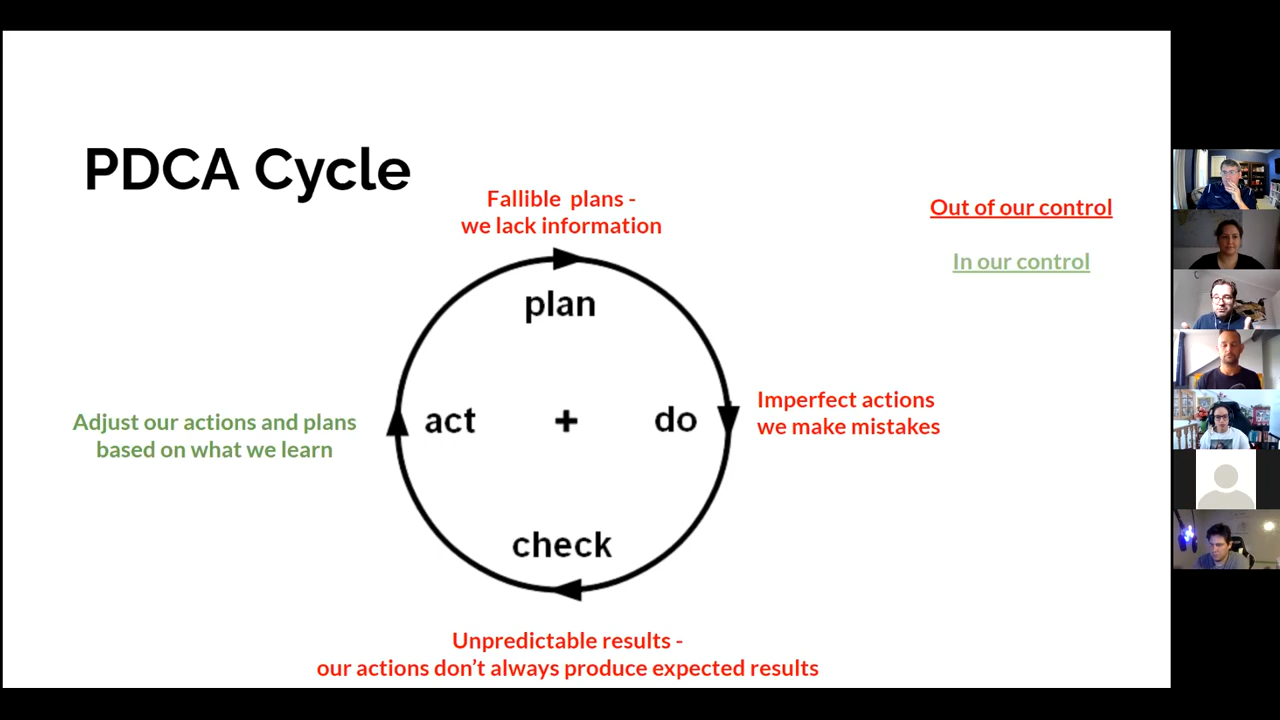 PDCA Cycle
Fallible plans -
we lack information
Out of our control
In our control
plan
Imperfect actions
we make mistakes
act + do
Adjust our actions and plans
based on what we learn
check
Unpredictable results -
our actions don't always produce expected results